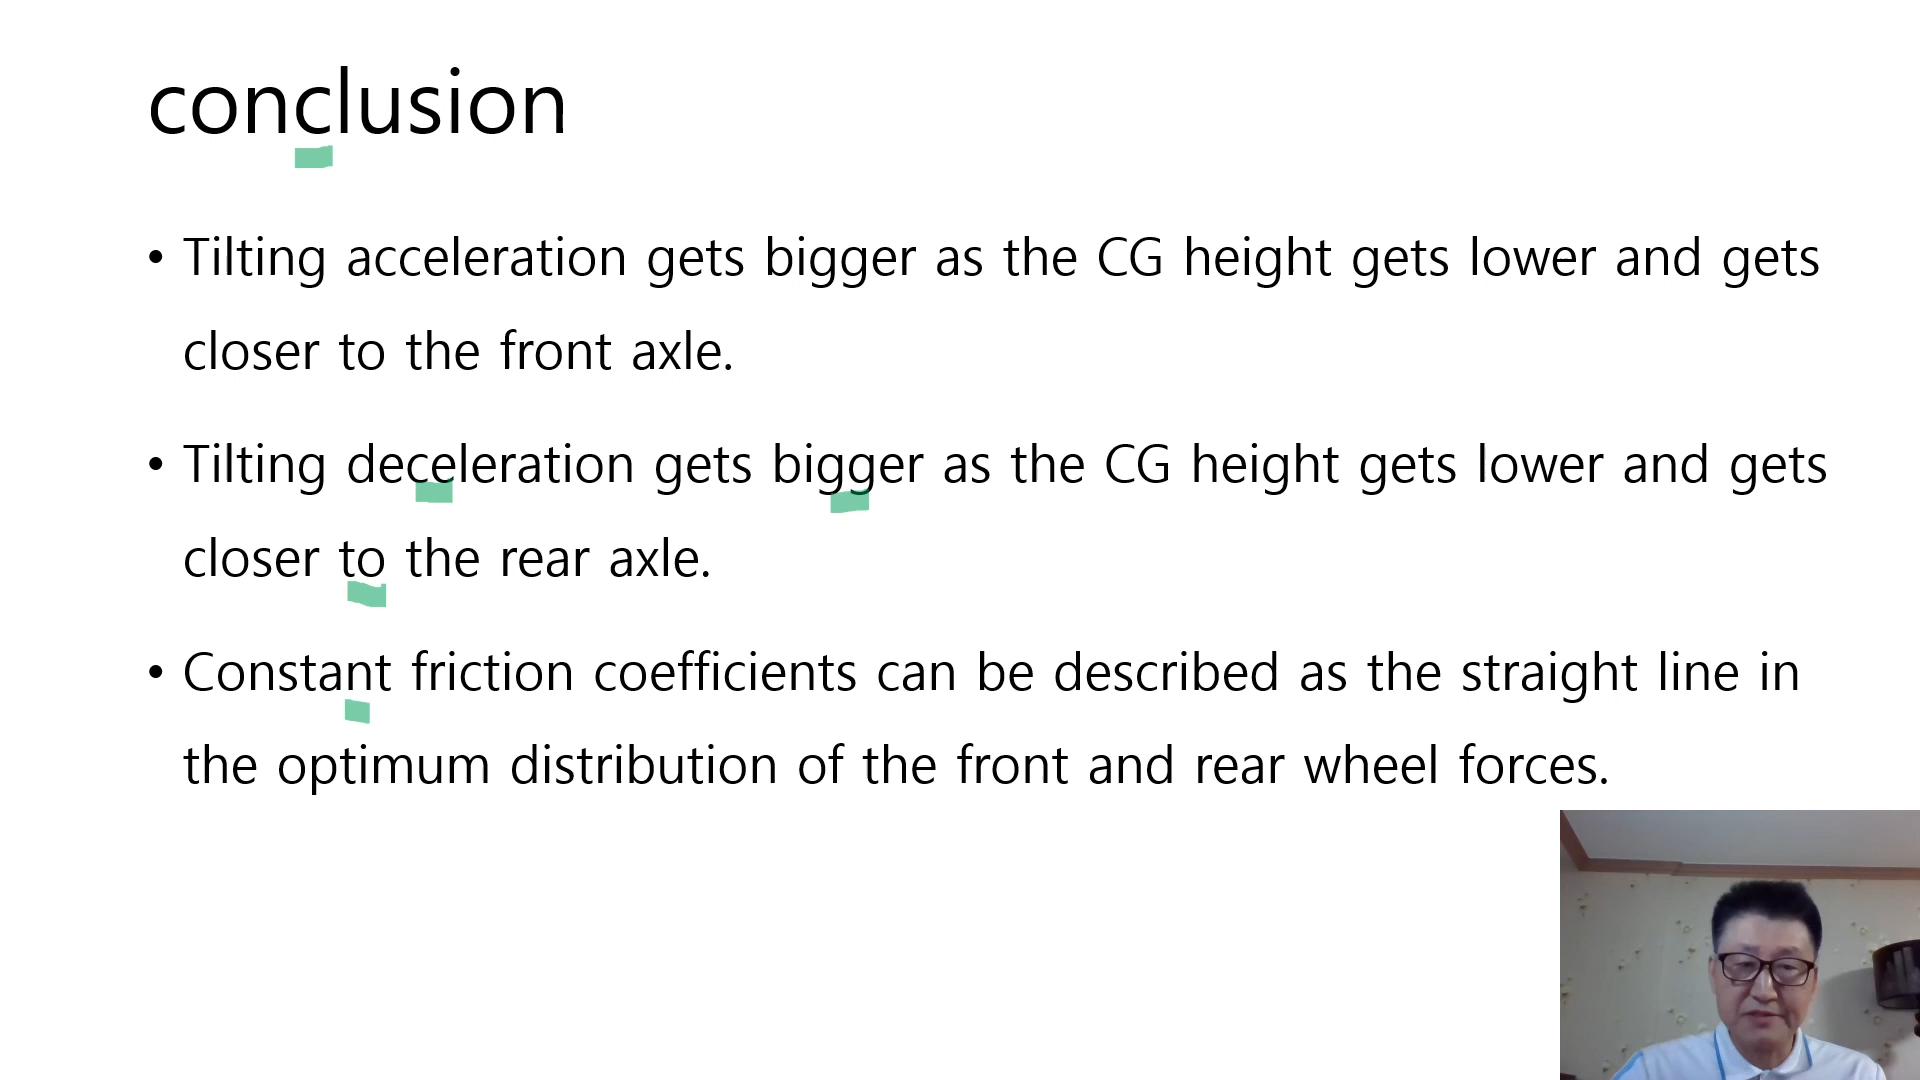 conclusion
• Tilting acceleration gets bigger as the CG height gets lower and gets
closer to the front axle.
• Tilting deceleration gets bigger as the CG height gets lower and gets
closer to the rear axle.
• Constant friction coefficients can be described as the straight line in
the optimum distribution of the front and rear wheel forces.